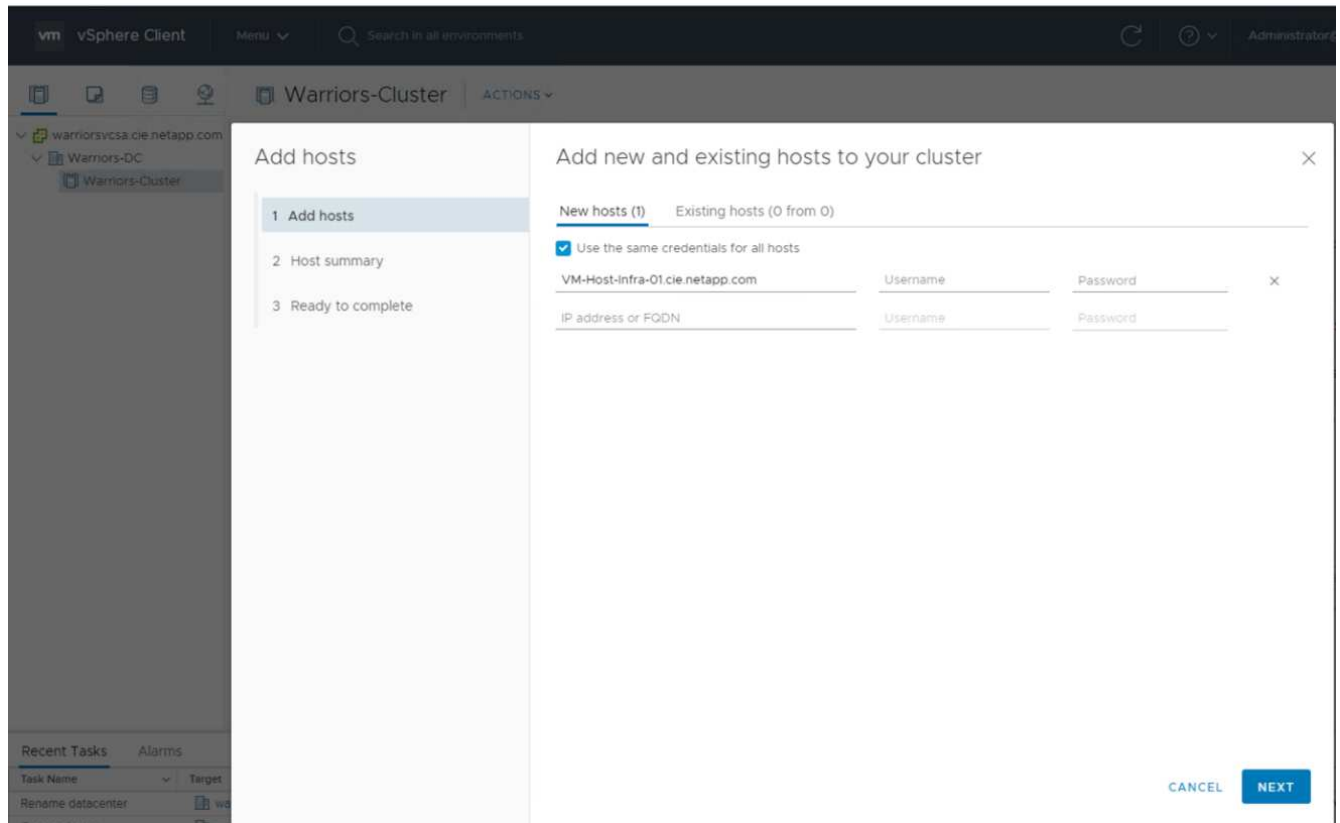 vm vSphere Client Menu Search in all environments Administrator@
Warriors-Cluster ACTIONS
warriorsvcsa.cie.netapp.com
Warriors-DC
Warriors-Cluster
Add hosts
1 Add hosts
2 Host summary
3 Ready to complete
Add new and existing hosts to your cluster
New hosts (1) Existing hosts (0 from 0)
Use the same credentials for all hosts
VM-Host-Infra-01.cie.netapp.com Username Password
IP address or FQDN Username Password
CANCEL NEXT
Recent Tasks Alarms
Task Name Target
Rename datacenter wa